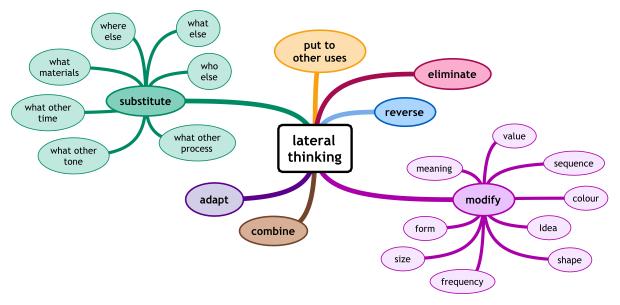 where
else
what
else
what
materials
who
else
substitute
what other
time
what other
process
what other
tone
put to
other uses
eliminate
reverse
lateral
thinking
adapt
combine
modify
value
meaning
sequence
colour
form
idea
size
shape
frequency